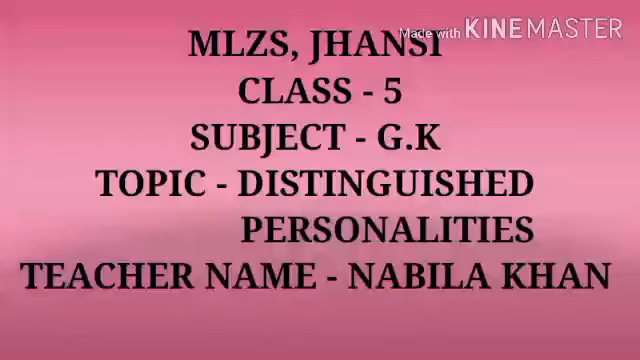 Made with KINEMASTER
MLZS, JHANSI
CLASS - 5
SUBJECT - G.K
TOPIC - DISTINGUISHED
PERSONALITIES
TEACHER NAME - NABILA KHAN